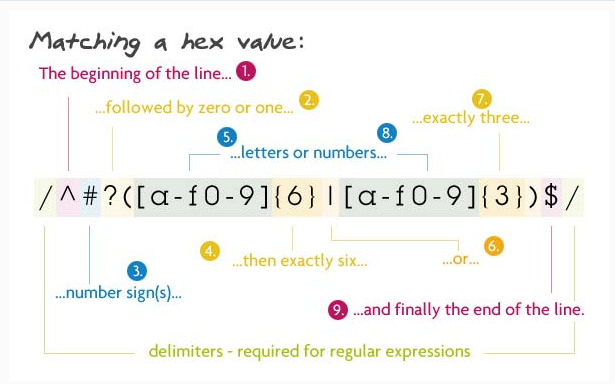 Matching a hex value:
The beginning of the line... 1.
...followed by zero or one... 2.
7.
...exactly three...
5. 8.
...letters or numbers...
/^#?([a-f0-9]{6}|[a-f0-9]{3})$/
4. ...then exactly six... ...or... 6.
3.
...number sign(s)...
9. ...and finally the end of the line.
delimiters - required for regular expressions